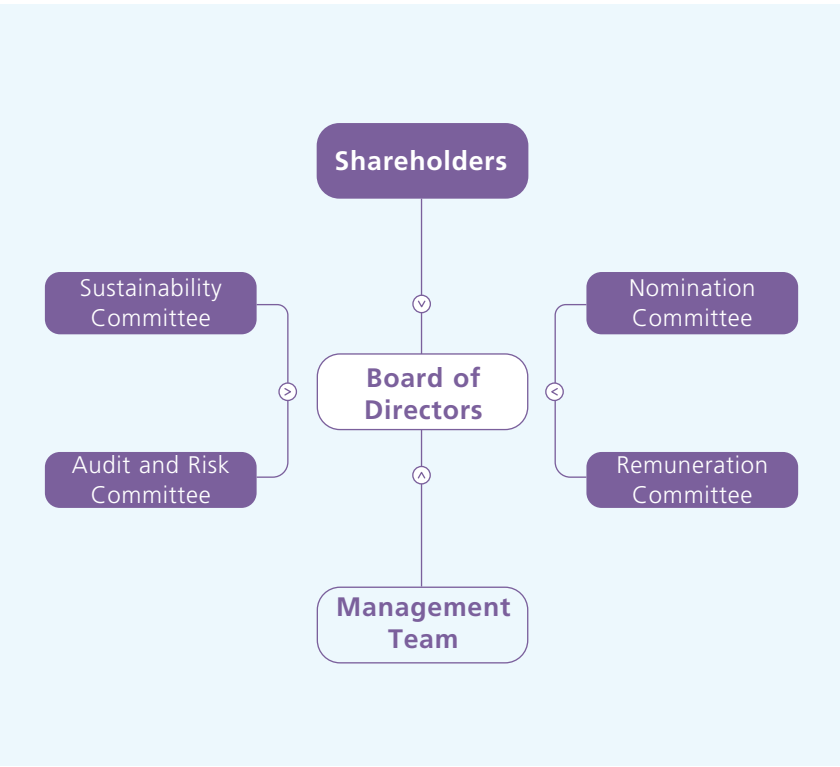 Shareholders
Sustainability
Committee
Nomination
Committee
Board of
Directors
Audit and Risk
Committee
Remuneration
Committee
Management
Team